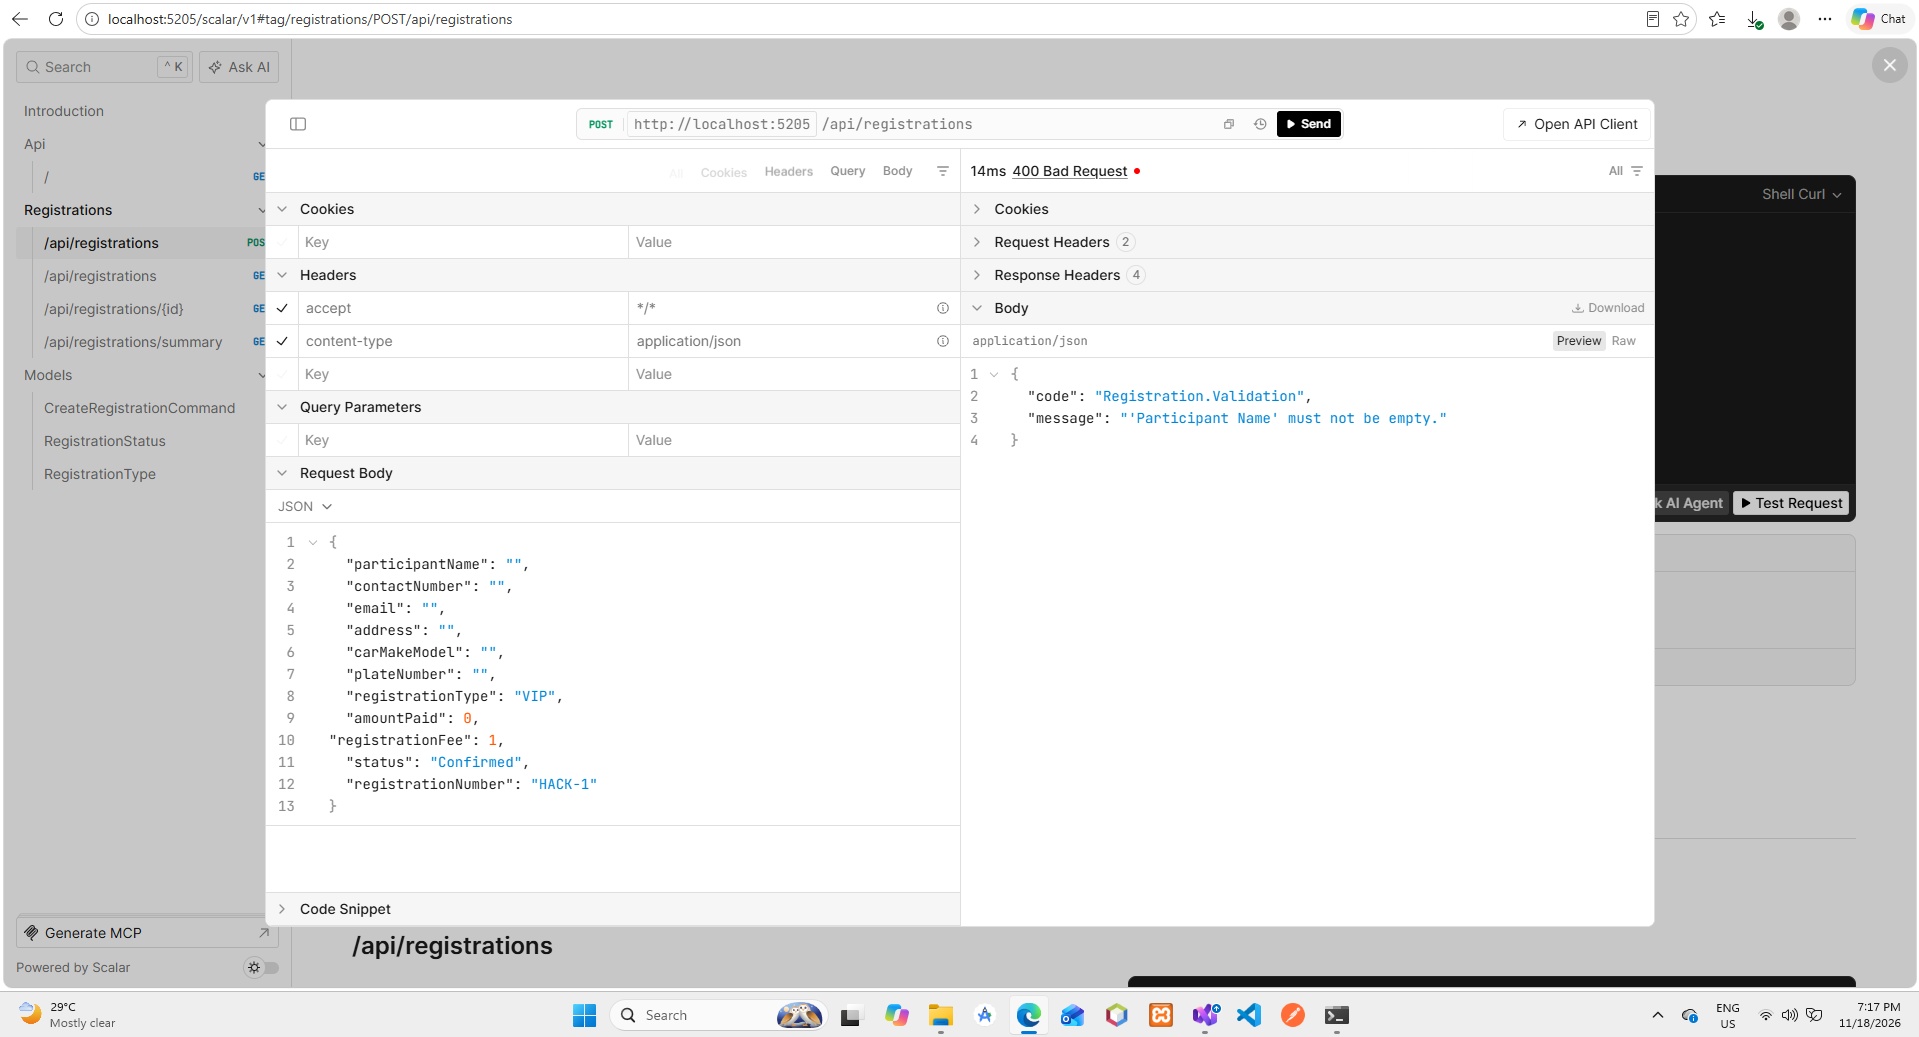 localhost:5205/scalar/v1#tag/registrations/POST/api/registrations
Chat
Search
^ K
Ask AI
Introduction
Api
/
GE
Registrations
/api/registrations
POS
/api/registrations
GE
/api/registrations/{id}
GE
/api/registrations/summary
GE
Models
CreateRegistrationCommand
RegistrationStatus
RegistrationType
Generate MCP
Powered by Scalar
POST
http://localhost:5205
/api/registrations
Send
Open API Client
All
Cookies
Headers
Query
Body
Cookies
Key
Value
Headers
accept
*/*
content-type
application/json
Key
Value
Query Parameters
Key
Value
Request Body
JSON
1 {
2 "participantName": "",
3 "contactNumber": "",
4 "email": "",
5 "address": "",
6 "carMakeModel": "",
7 "plateNumber": "",
8 "registrationType": "VIP",
9 "amountPaid": 0,
10 "registrationFee": 1,
11 "status": "Confirmed",
12 "registrationNumber": "HACK-1"
13 }
Code Snippet
14ms 400 Bad Request
All
Cookies
Request Headers 2
Response Headers 4
Body
Download
application/json
Preview
Raw
1 {
2 "code": "Registration.Validation",
3 "message": "'Participant Name' must not be empty."
4 }
Shell Curl
k AI Agent
Test Request
/api/registrations
29°C
Mostly clear
Search
ENG
US
7:17 PM
11/18/2026